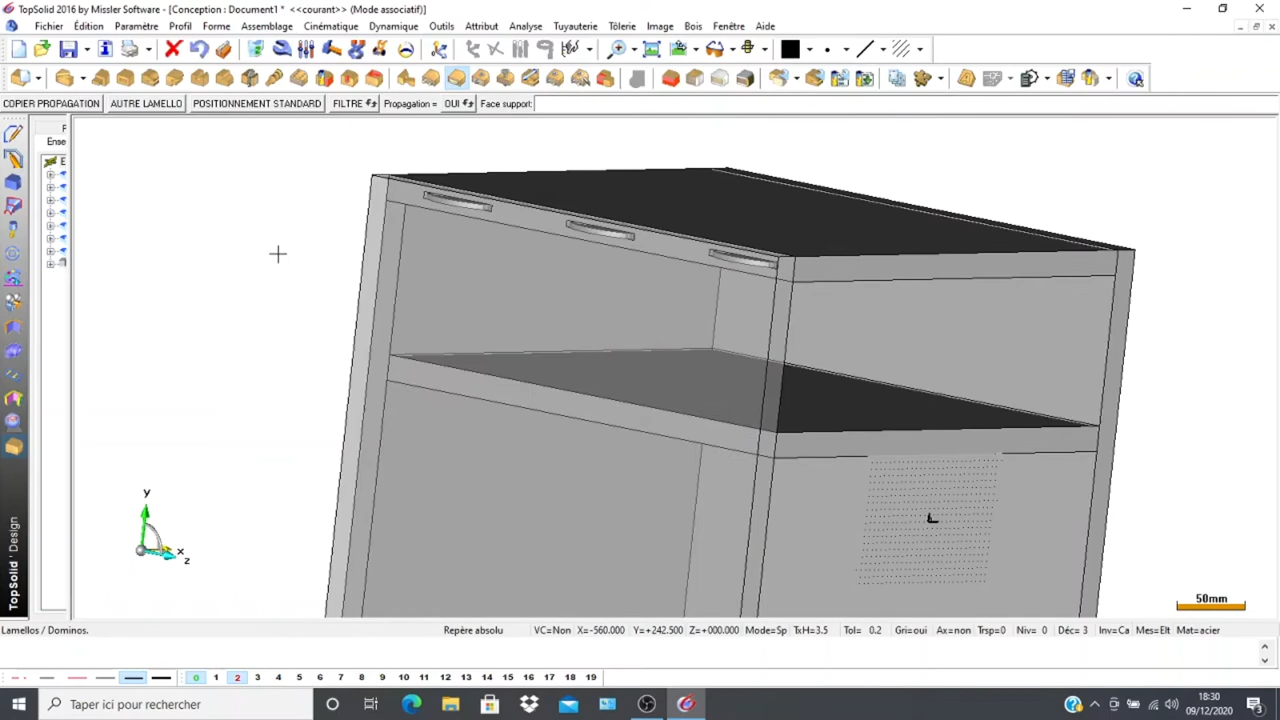 TopSolid 2016 by Missler Software - [Conception : Document1 * <<courant>> (Mode associatif)]
Fichier Édition Paramètre Profil Forme Assemblage Cinématique Dynamique Outils Attribut Analyse Tuyauterie Tôlerie Image Bois Fenêtre Aide
COPIER PROPAGATION AUTRE LAMELLO POSITIONNEMENT STANDARD FILTRE Propagation = OUI Face support:
Ense
E
y
x
z
TopSolid ' Design
50mm
Lamellos / Dominos. Repère absolu VC=Non X=-560.000 Y=+242.500 Z=+000.000 Mode=Sp TxH=3.5 Tol= 0.2 Gri=oui Ax=non Trsp=0 Niv= 0 Déc= 3 Inv=Ca Mes=Elt Mat=acier
0 1 2 3 4 5 6 7 8 9 10 11 12 13 14 15 16 17 18 19
Taper ici pour rechercher
18:30
09/12/2020
3